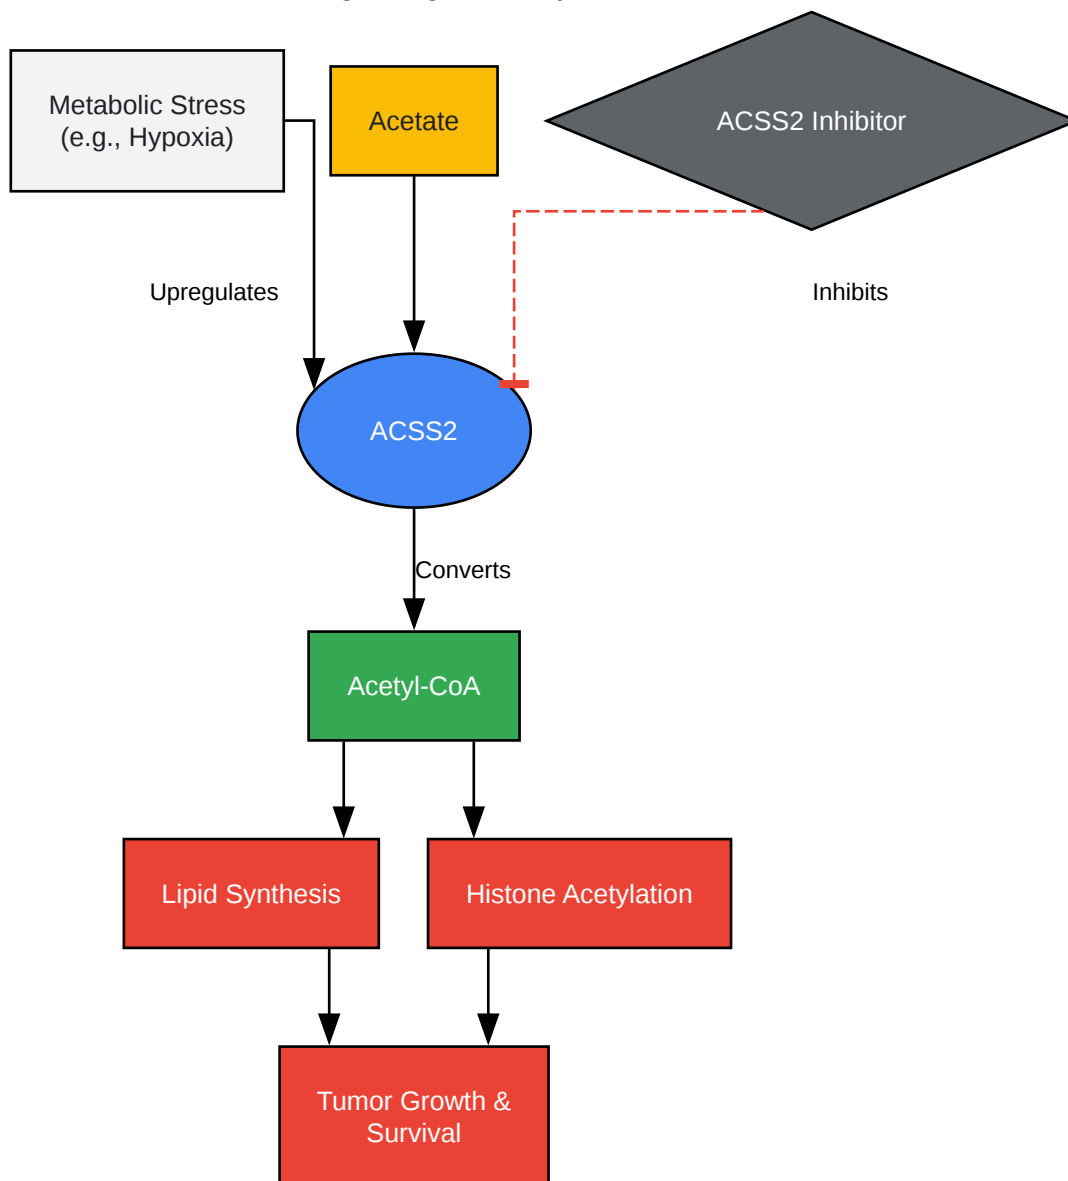 Metabolic Stress
(e.g., Hypoxia)
Acetate
ACSS2 Inhibitor
Upregulates
Inhibits
ACSS2
Converts
Acetyl-CoA
Lipid Synthesis
Histone Acetylation
Tumor Growth &
Survival